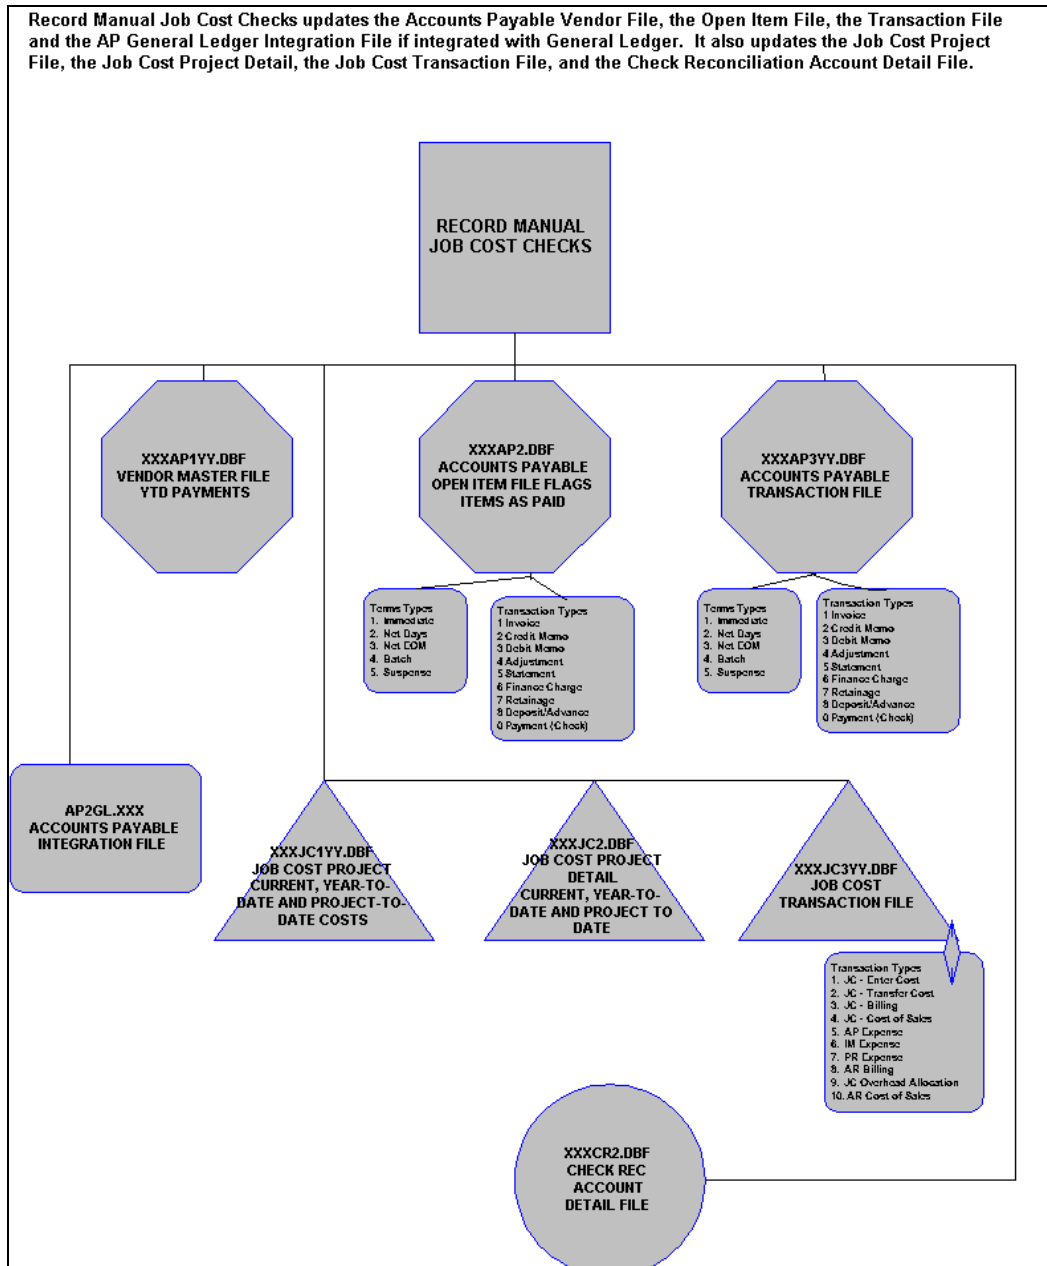 Record Manual Job Cost Checks updates the Accounts Payable Vendor File, the Open Item File, the Transaction File
and the AP General Ledger Integration File if integrated with General Ledger.  It also updates the Job Cost Project
File, the Job Cost Project Detail, the Job Cost Transaction File, and the Check Reconciliation Account Detail File.
RECORD MANUAL
JOB COST CHECKS
XXXAP1YY.DBF
VENDOR MASTER FILE
YTD PAYMENTS
XXXAP2.DBF
ACCOUNTS PAYABLE
OPEN ITEM FILE FLAGS
ITEMS AS PAID
XXXAP3YY.DBF
ACCOUNTS PAYABLE
TRANSACTION FILE
Terms Types
1. Immediate
2. Net Days
3. Net EOM
4. Batch
5. Suspense
Transaction Types
1 Invoice
2 Credit Memo
3 Debit Memo
4 Adjustment
5 Statement
6 Finance Charge
7 Retainage
8 Deposit/Advance
0 Payment (Check)
Terms Types
1. Immediate
2. Net Days
3. Net EOM
4. Batch
5. Suspense
Transaction Types
1 Invoice
2 Credit Memo
3 Debit Memo
4 Adjustment
5 Statement
6 Finance Charge
7 Retainage
8 Deposit/Advance
0 Payment (Check)
AP2GL.XXX
ACCOUNTS PAYABLE
INTEGRATION FILE
XXXJC1YY.DBF
JOB COST PROJECT
CURRENT, YEAR-TO-
DATE AND PROJECT-TO-
DATE COSTS
XXXJC2.DBF
JOB COST PROJECT
DETAIL
CURRENT, YEAR-TO-
DATE AND PROJECT TO
DATE
XXXJC3YY.DBF
JOB COST
TRANSACTION FILE
Transaction Types
1. JC - Enter Cost
2. JC - Transfer Cost
3. JC - Billing
4. JC - Cost of Sales
5. AP Expense
6. IM Expense
7. PR Expense
8. AR Billing
9. JC Overhead Allocation
10. AR Cost of Sales
XXXCR2.DBF
CHECK REC
ACCOUNT
DETAIL FILE